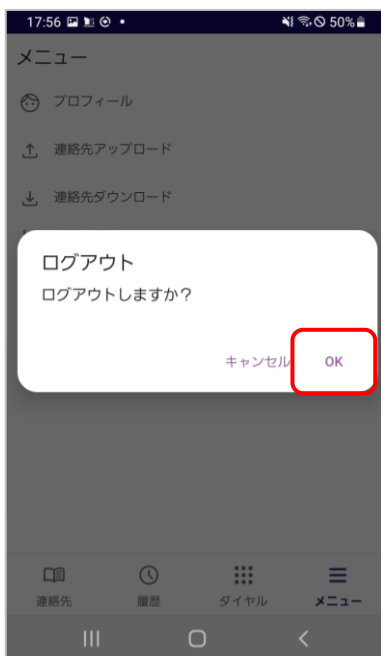 17:56 50%
メニュー
プロフィール
連絡先アップロード
連絡先ダウンロード
ログアウト
ログアウトしますか？
キャンセル OK
連絡先 履歴 ダイヤル メニュー